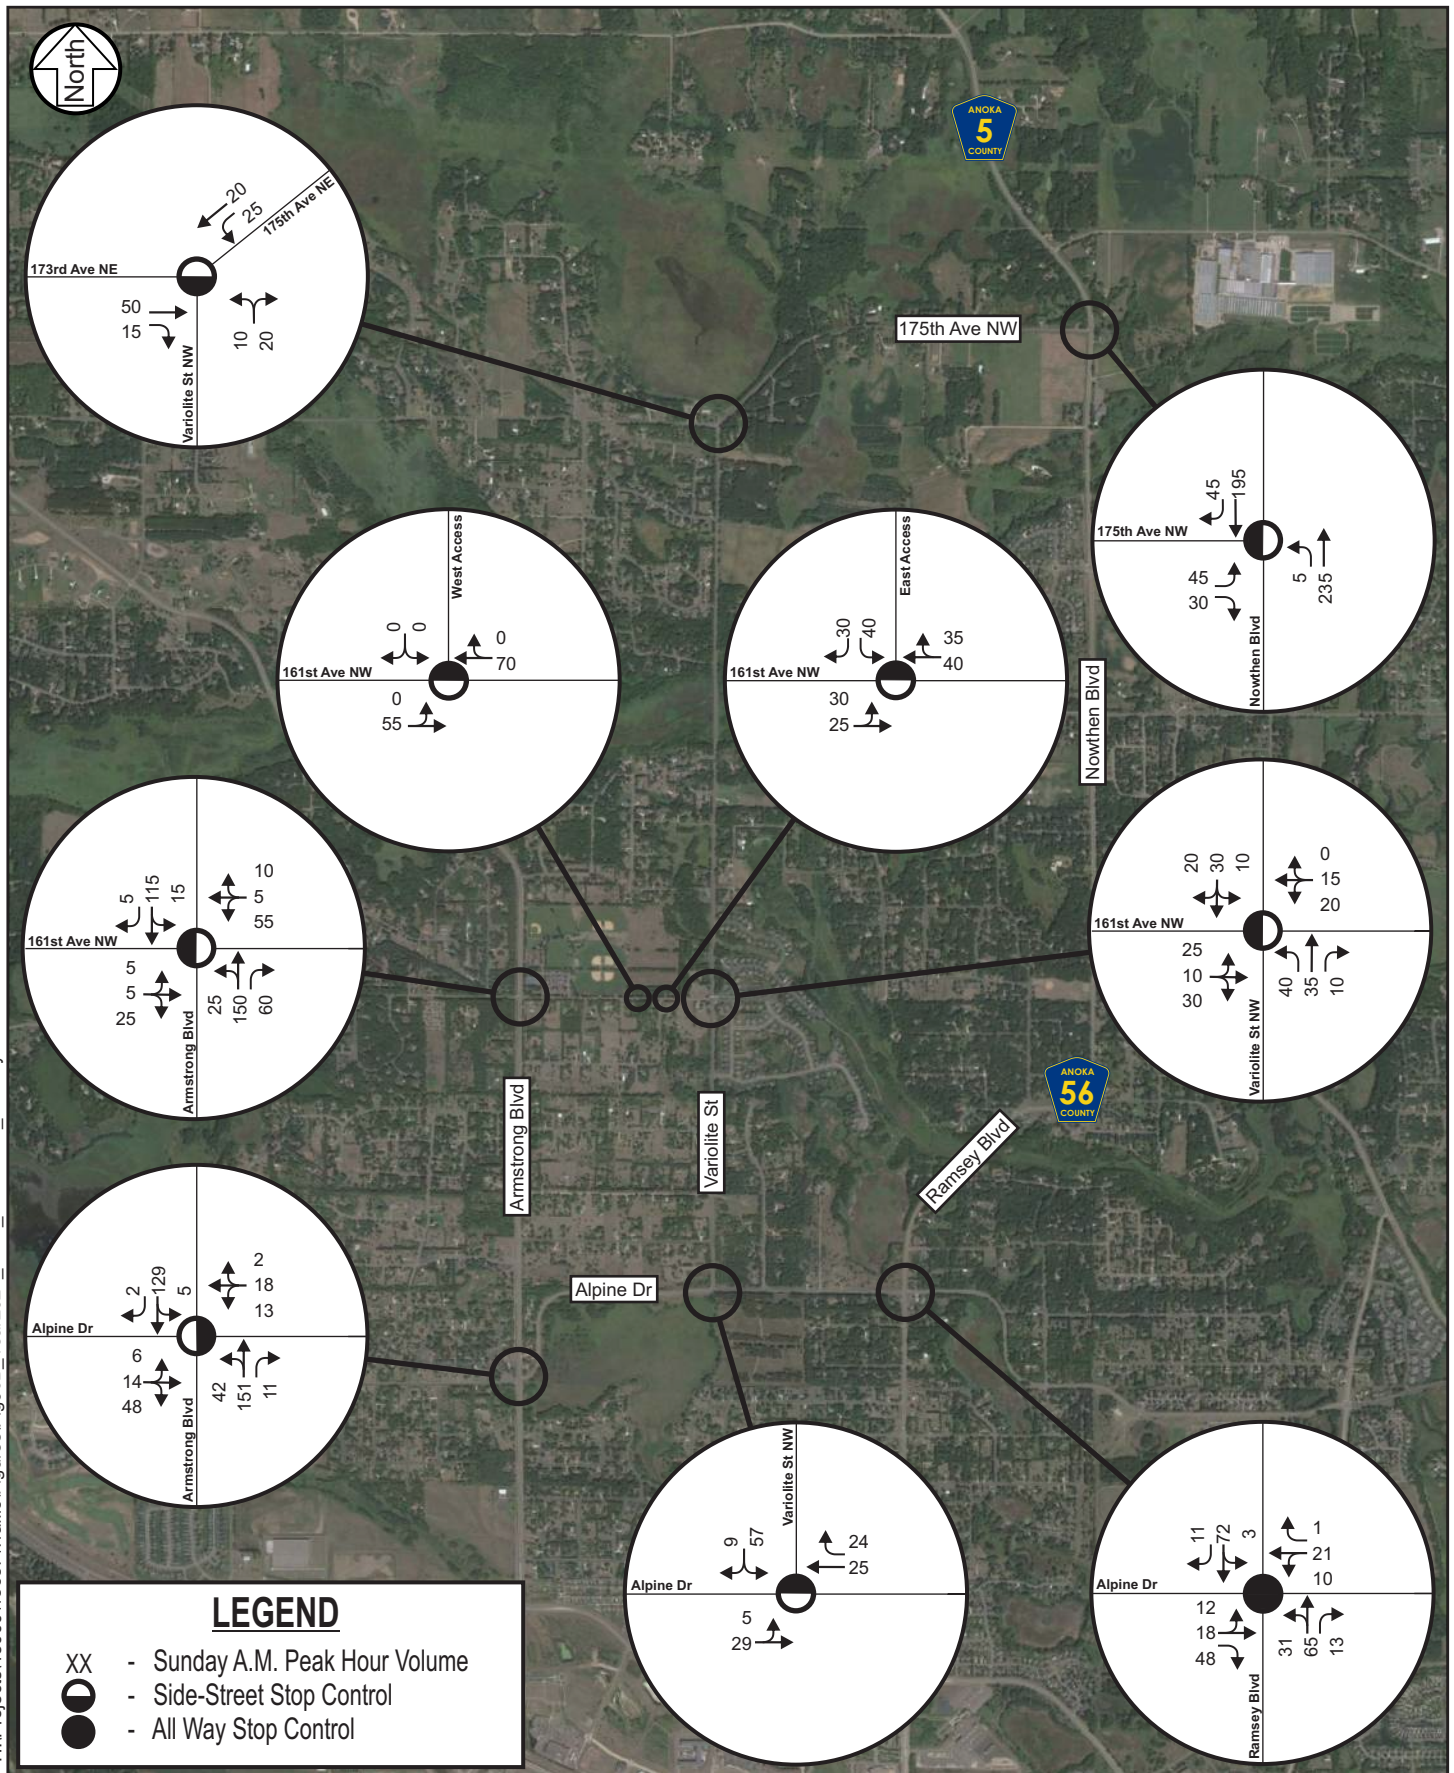 North
ANOKA
5
COUNTY
20
25
175th Ave NE
173rd Ave NE
50
15
10
20
Variolite St NW
175th Ave NW
45
195
175th Ave NW
45
30
5
235
Nowthen Blvd
West Access
0
0
0
70
161st Ave NW
0
55
East Access
30
40
35
40
161st Ave NW
30
25
Nowthen Blvd
5
115
15
10
5
55
161st Ave NW
5
5
25
25
150
60
Armstrong Blvd
20
30
10
0
15
20
161st Ave NW
25
10
30
40
35
10
Variolite St NW
ANOKA
56
COUNTY
Armstrong Blvd
Variolite St
Ramsey Blvd
Alpine Dr
2
129
5
2
18
13
Alpine Dr
6
14
48
42
151
11
Armstrong Blvd
Variolite St NW
9
57
24
25
Alpine Dr
5
29
11
72
3
1
21
10
Alpine Dr
12
18
48
31
65
13
Ramsey Blvd
LEGEND
XX - Sunday A.M. Peak Hour Volume
- Side-Street Stop Control
- All Way Stop Control